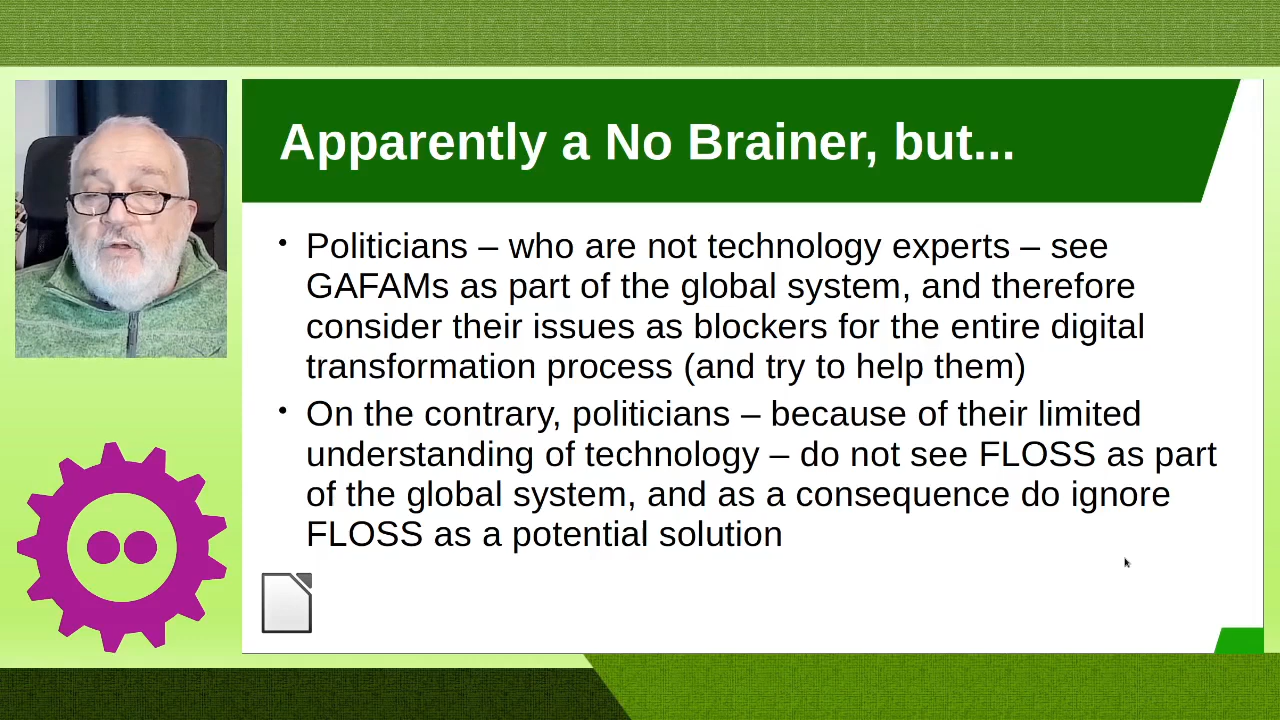 Apparently a No Brainer, but...
• Politicians – who are not technology experts – see
GAFAMs as part of the global system, and therefore
consider their issues as blockers for the entire digital
transformation process (and try to help them)
• On the contrary, politicians – because of their limited
understanding of technology – do not see FLOSS as part
of the global system, and as a consequence do ignore
FLOSS as a potential solution